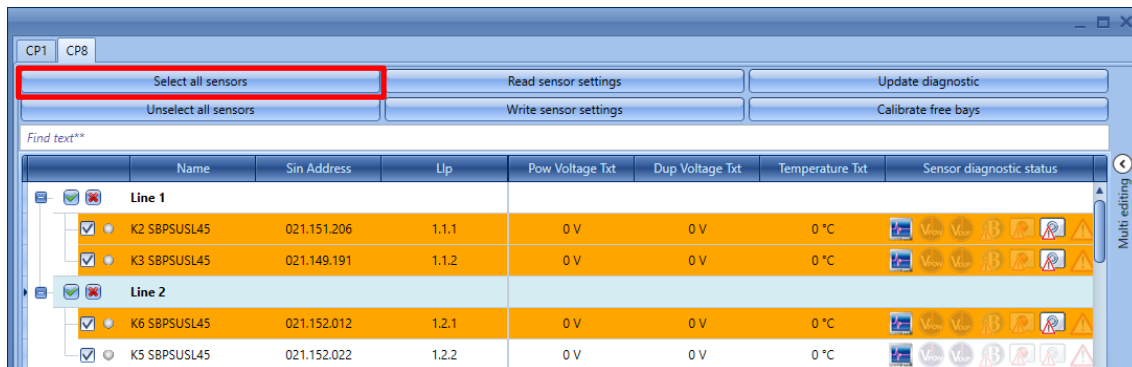 CP1 CP8
Select all sensors Read sensor settings Update diagnostic
Unselect all sensors Write sensor settings Calibrate free bays
Find text**
Name Sin Address Llp Pow Voltage Txt Dup Voltage Txt Temperature Txt Sensor diagnostic status
Multi editing
Line 1
K2 SBPSUSL45 021.151.206 1.1.1 0 V 0 V 0 °C
K3 SBPSUSL45 021.149.191 1.1.2 0 V 0 V 0 °C
Line 2
K6 SBPSUSL45 021.152.012 1.2.1 0 V 0 V 0 °C
K5 SBPSUSL45 021.152.022 1.2.2 0 V 0 V 0 °C